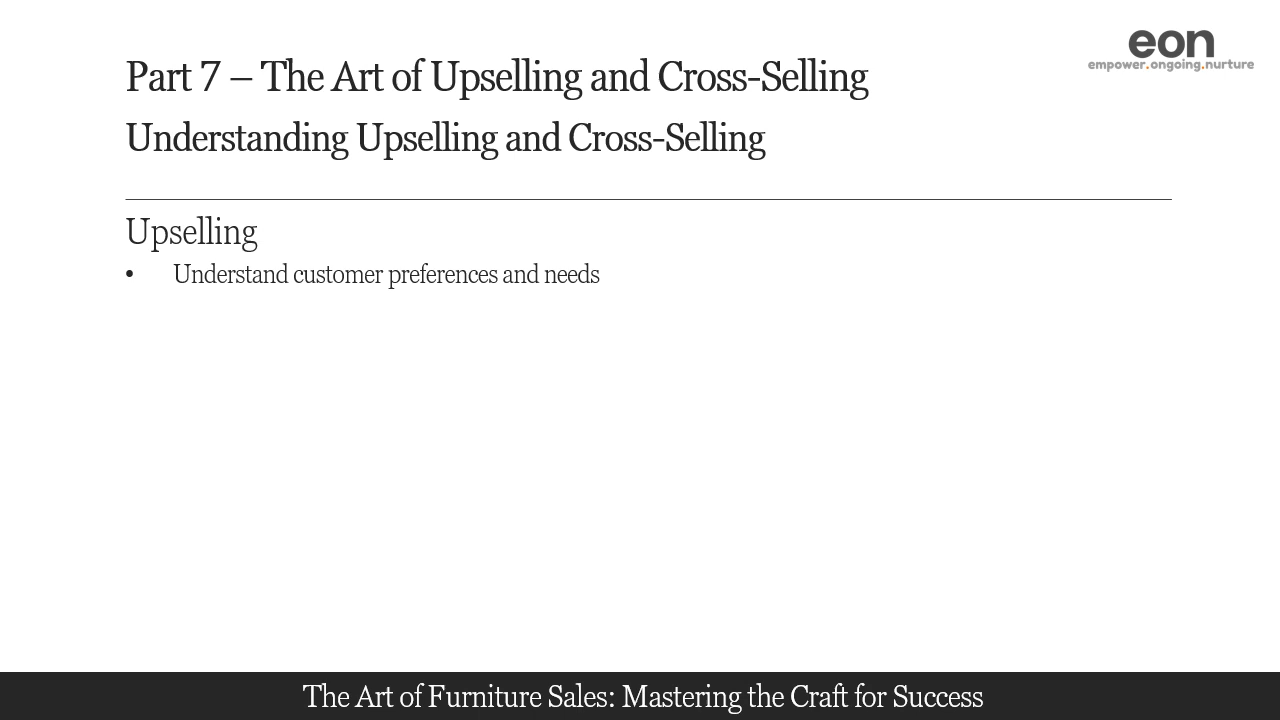 eon
empower.ongoing.nurture
Part 7 – The Art of Upselling and Cross-Selling
Understanding Upselling and Cross-Selling
Upselling
• Understand customer preferences and needs
The Art of Furniture Sales: Mastering the Craft for Success